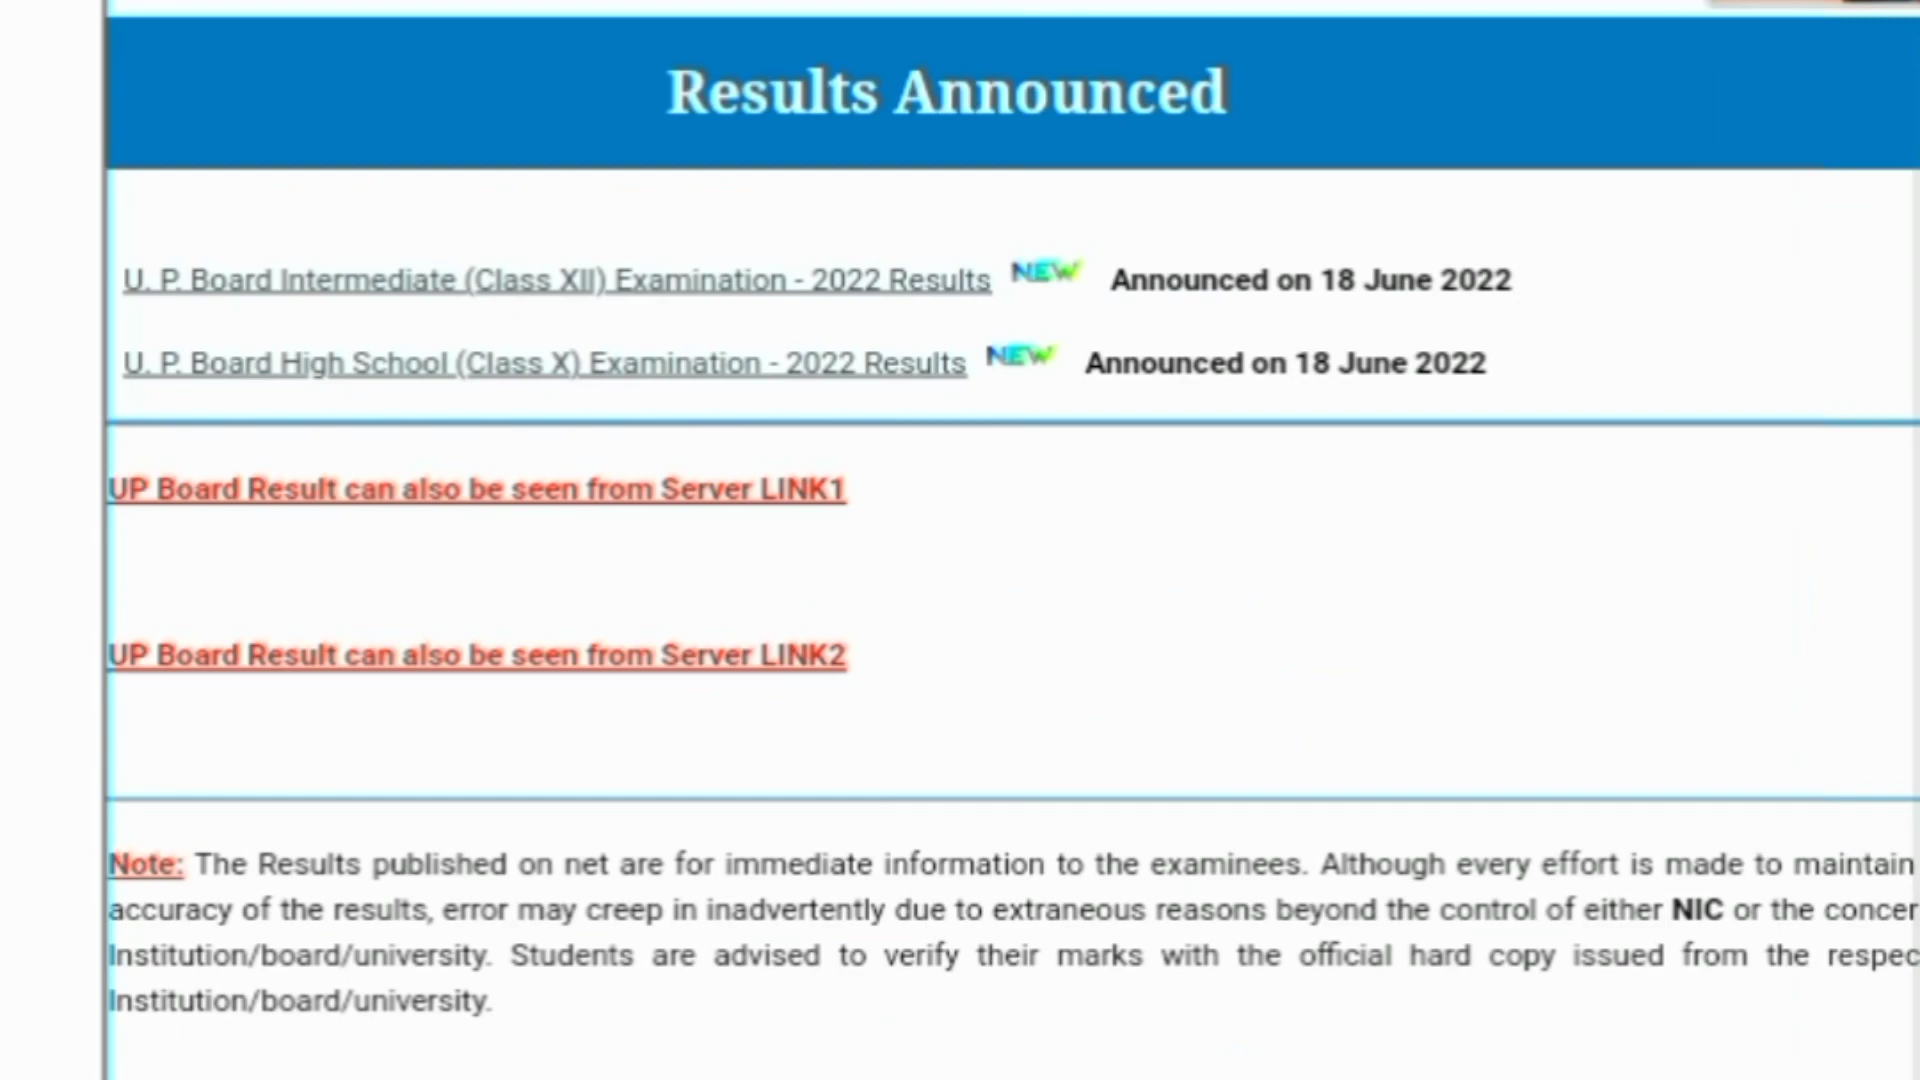 Results Announced
U. P. Board Intermediate (Class XII) Examination - 2022 Results NEW Announced on 18 June 2022
U. P. Board High School (Class X) Examination - 2022 Results NEW Announced on 18 June 2022
UP Board Result can also be seen from Server LINK1
UP Board Result can also be seen from Server LINK2
Note: The Results published on net are for immediate information to the examinees. Although every effort is made to maintain
accuracy of the results, error may creep in inadvertently due to extraneous reasons beyond the control of either NIC or the concer
Institution/board/university. Students are advised to verify their marks with the official hard copy issued from the respec
Institution/board/university.